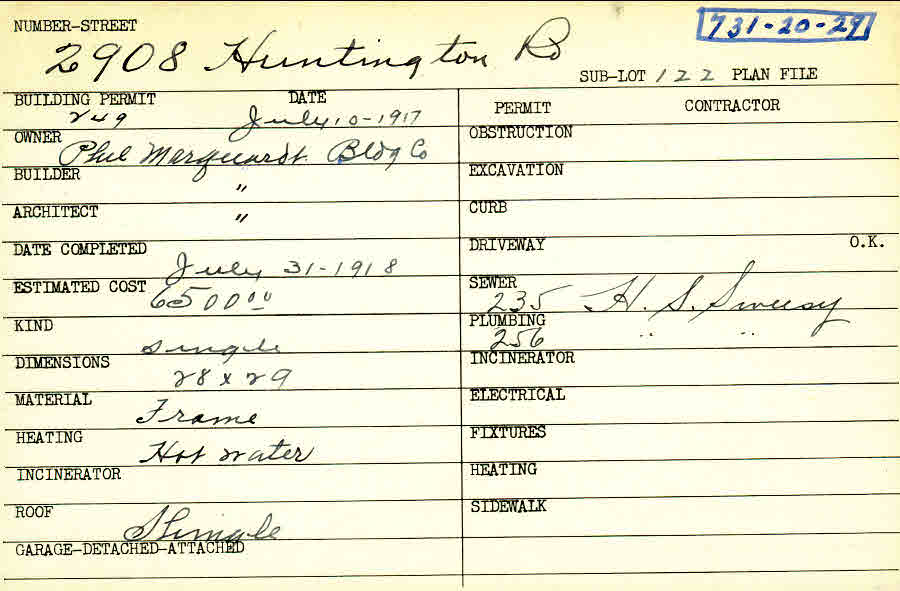 NUMBER-STREET
731-20-29
2908 Huntington Rd
SUB-LOT 122 PLAN FILE
BUILDING PERMIT DATE
249 July 10-1917
OWNER
Phil Marquardt Bldg Co
BUILDER "
ARCHITECT "
DATE COMPLETED
July 31-1918
ESTIMATED COST
6500 00
KIND
single
DIMENSIONS
28 x 29
MATERIAL
Frame
HEATING
Hot water
INCINERATOR
ROOF
Shingle
GARAGE-DETACHED-ATTACHED
PERMIT CONTRACTOR
OBSTRUCTION
EXCAVATION
CURB
DRIVEWAY O.K.
SEWER
235 H. S. Sweesy
PLUMBING
256 " "
INCINERATOR
ELECTRICAL
FIXTURES
HEATING
SIDEWALK